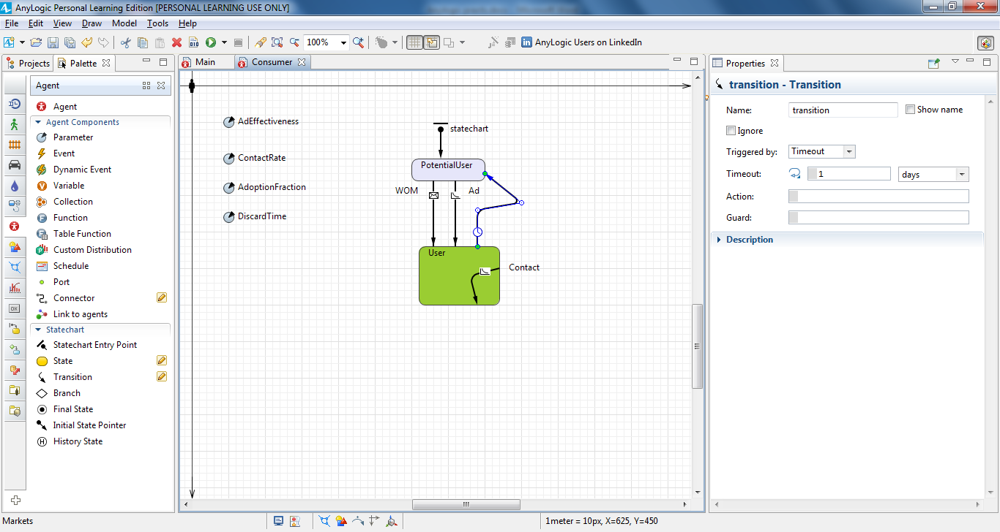 AnyLogic Personal Learning Edition [PERSONAL LEARNING USE ONLY]
File Edit View Draw Model Tools Help
100% AnyLogic Users on LinkedIn
Projects Palette
Agent
Agent
Agent Components
Parameter
Event
Dynamic Event
Variable
Collection
Function
Table Function
Custom Distribution
Schedule
Port
Connector
Link to agents
Statechart
Statechart Entry Point
State
Transition
Branch
Final State
Initial State Pointer
History State
Main Consumer
AdEffectiveness
ContactRate
AdoptionFraction
DiscardTime
statechart
PotentialUser
WOM Ad
User
Contact
Properties
transition - Transition
Name: transition Show name
Ignore
Triggered by: Timeout
Timeout: 1 days
Action:
Guard:
Description
Markets
1meter = 10px, X=625, Y=450